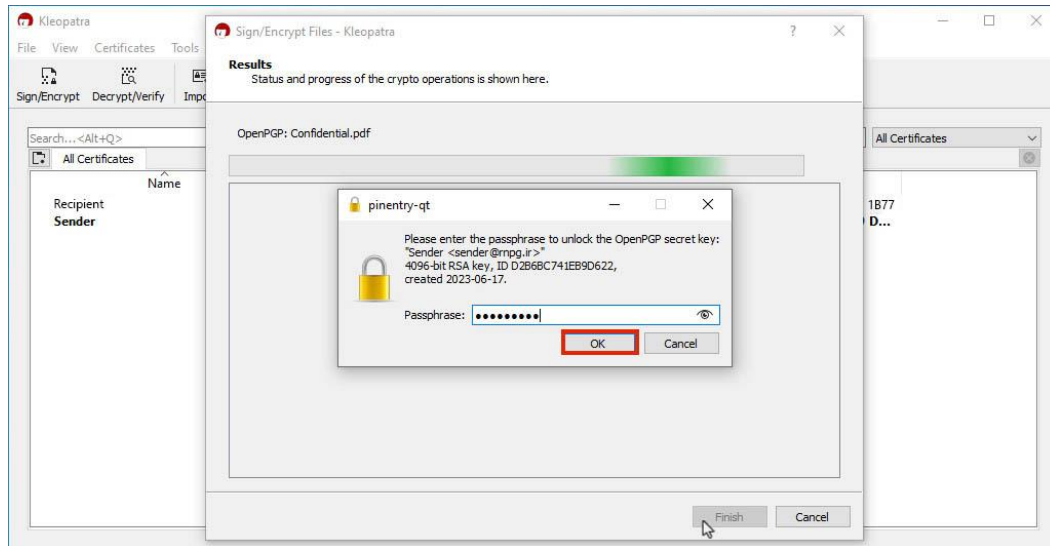 Kleopatra
File View Certificates Tools
Sign/Encrypt Decrypt/Verify
Search...<Alt+Q>
All Certificates
All Certificates
Name
Recipient
1B77
Sender
D...
Sign/Encrypt Files - Kleopatra
?
Results
Status and progress of the crypto operations is shown here.
OpenPGP: Confidential.pdf
pinentry-qt
Please enter the passphrase to unlock the OpenPGP secret key:
"Sender <sender@rnpg.ir>"
4096-bit RSA key, ID D2B6BC741EB9D622,
created 2023-06-17.
Passphrase: ●●●●●●●●●
OK Cancel
Finish Cancel